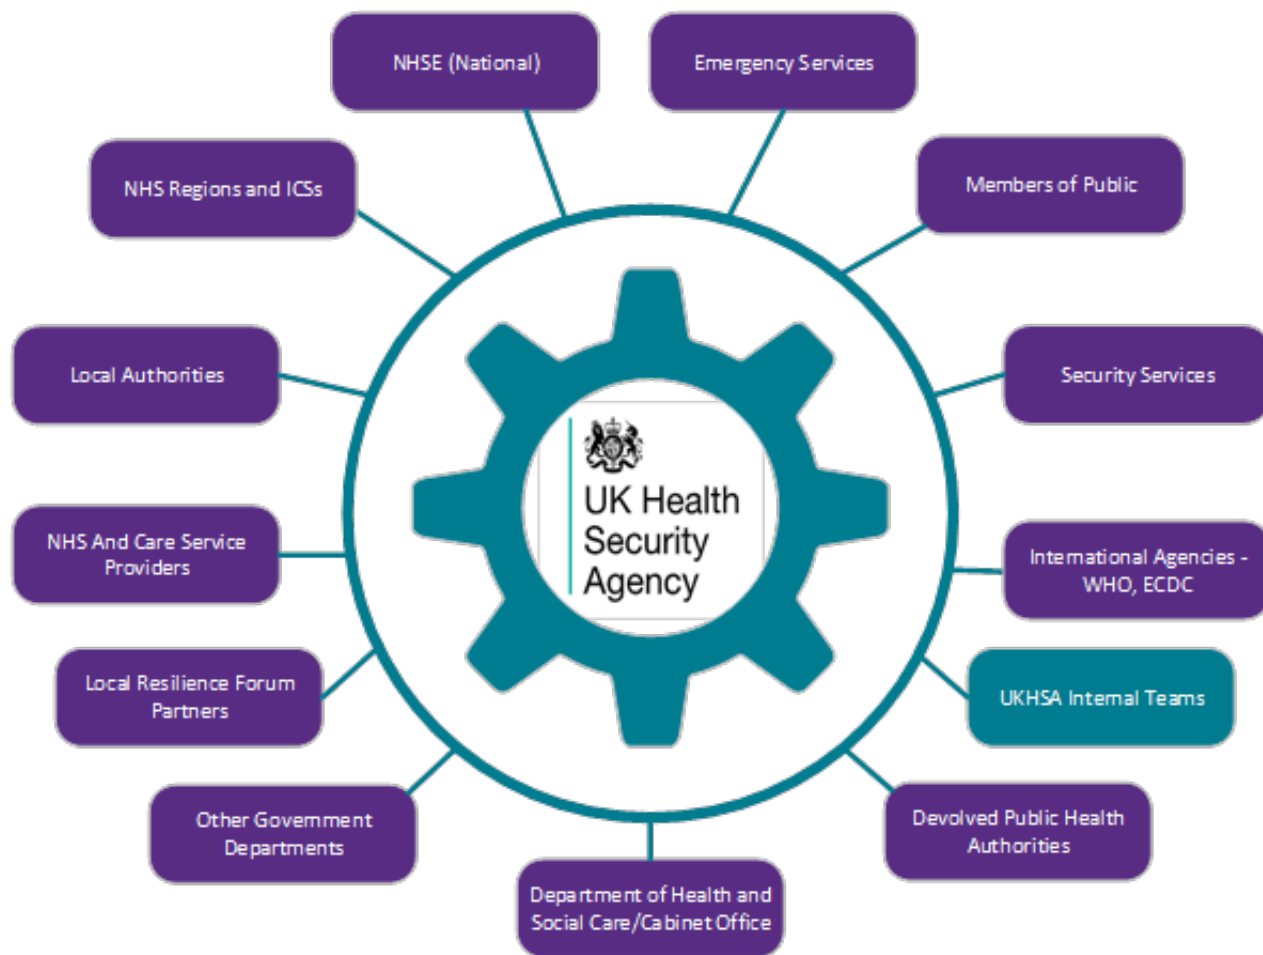 NHSE (National)
Emergency Services
NHS Regions and ICSs
Members of Public
Local Authorities
Security Services
UK Health
Security
Agency
NHS And Care Service
Providers
International Agencies -
WHO, ECDC
Local Resilience Forum
Partners
UKHSA Internal Teams
Other Government
Departments
Devolved Public Health
Authorities
Department of Health and
Social Care/Cabinet Office